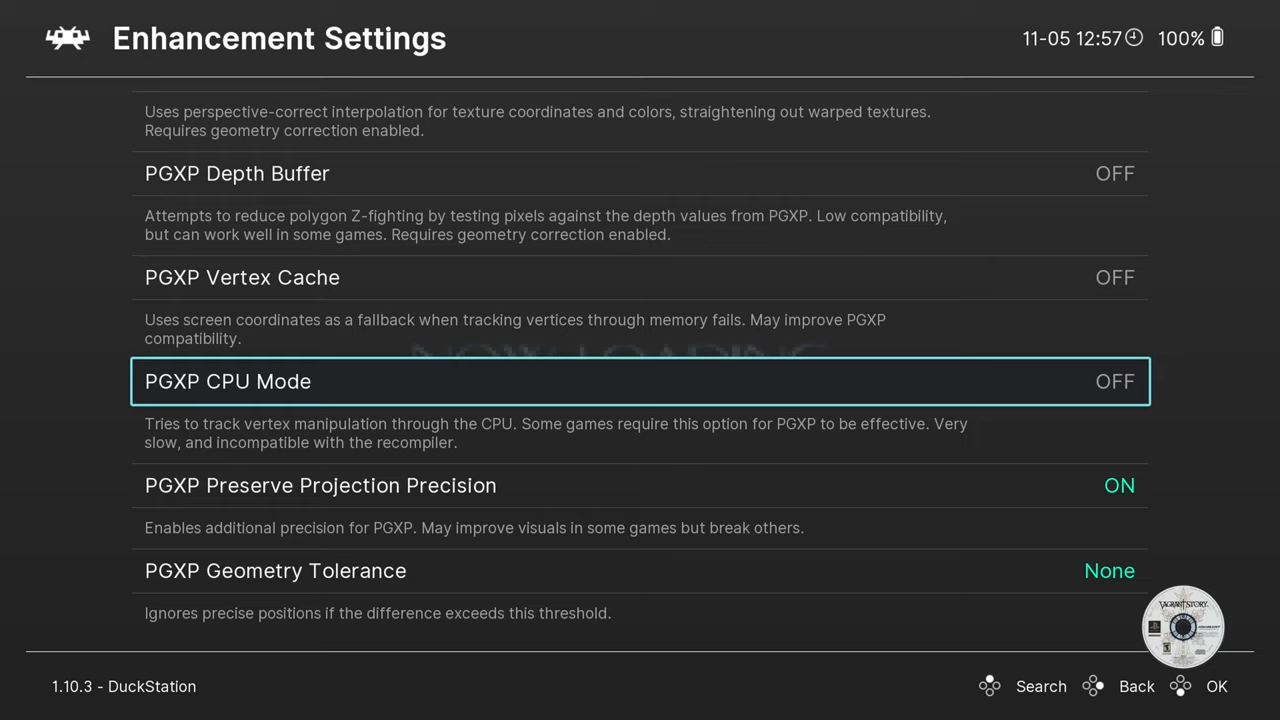 Enhancement Settings
11-05 12:57 100%
Uses perspective-correct interpolation for texture coordinates and colors, straightening out warped textures.
Requires geometry correction enabled.
PGXP Depth Buffer OFF
Attempts to reduce polygon Z-fighting by testing pixels against the depth values from PGXP. Low compatibility,
but can work well in some games. Requires geometry correction enabled.
PGXP Vertex Cache OFF
Uses screen coordinates as a fallback when tracking vertices through memory fails. May improve PGXP
compatibility.
NOW LOADING
PGXP CPU Mode OFF
Tries to track vertex manipulation through the CPU. Some games require this option for PGXP to be effective. Very
slow, and incompatible with the recompiler.
PGXP Preserve Projection Precision ON
Enables additional precision for PGXP. May improve visuals in some games but break others.
PGXP Geometry Tolerance None
Ignores precise positions if the difference exceeds this threshold.
VAGRANT STORY
1.10.3 - DuckStation
Search Back OK